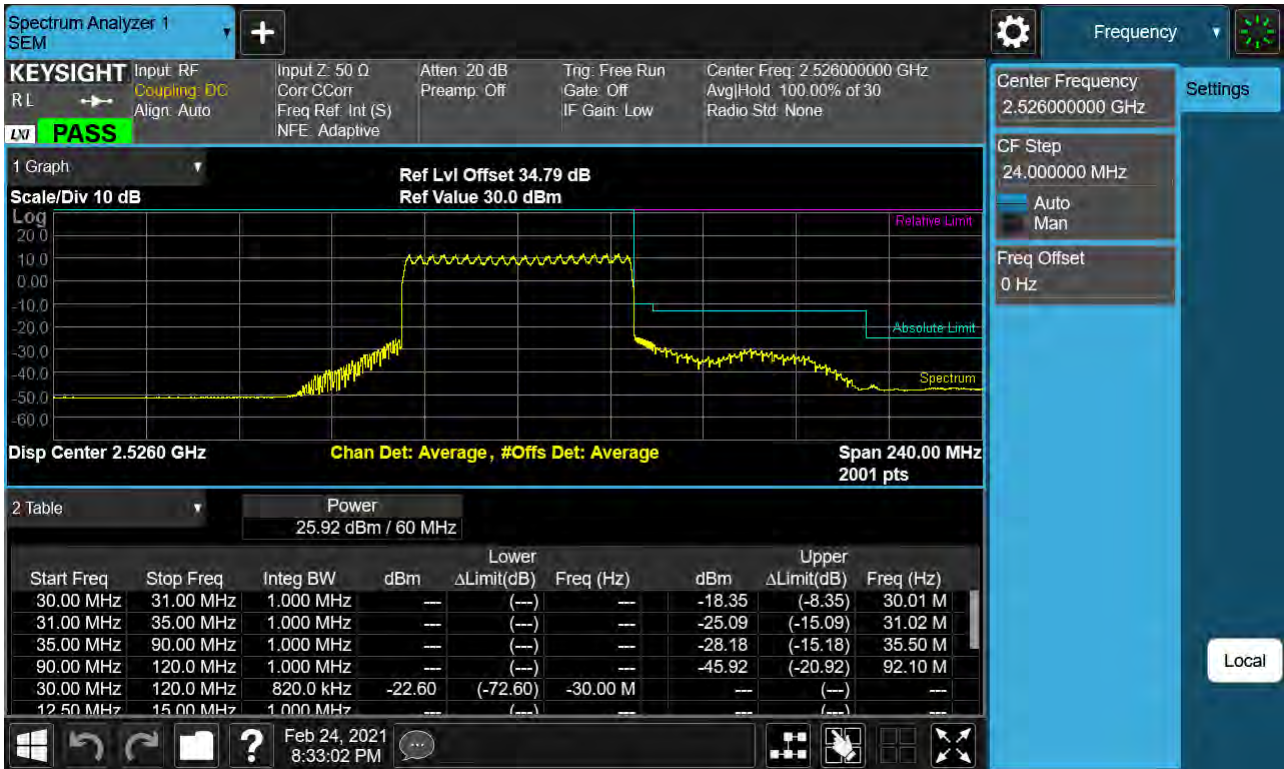 Spectrum Analyzer 1
SEM
+
Frequency
KEYSIGHT
R L
LXI PASS
Input: RF
Coupling: DC
Align: Auto
Input Z: 50 Ω
Corr CCorr
Freq Ref: Int (S)
NFE: Adaptive
Atten: 20 dB
Preamp: Off
Trig: Free Run
Gate: Off
IF Gain: Low
Center Freq: 2.526000000 GHz
Avg|Hold: 100.00% of 30
Radio Std: None
Center Frequency
2.526000000 GHz
Settings
CF Step
24.000000 MHz
Auto
Man
Freq Offset
0 Hz
Local
1 Graph
Scale/Div 10 dB
Ref Lvl Offset 34.79 dB
Ref Value 30.0 dBm
Log
20.0
10.0
0.00
-10.0
-20.0
-30.0
-40.0
-50.0
-60.0
Relative Limit
Absolute Limit
Spectrum
Disp Center 2.5260 GHz
Chan Det: Average, #Offs Det: Average
Span 240.00 MHz
2001 pts
2 Table
Power
25.92 dBm / 60 MHz
Lower Upper
Start Freq Stop Freq Integ BW dBm ΔLimit(dB) Freq (Hz) dBm ΔLimit(dB) Freq (Hz)
30.00 MHz 31.00 MHz 1.000 MHz --- (---) --- -18.35 (-8.35) 30.01 M
31.00 MHz 35.00 MHz 1.000 MHz --- (---) --- -25.09 (-15.09) 31.02 M
35.00 MHz 90.00 MHz 1.000 MHz --- (---) --- -28.18 (-15.18) 35.50 M
90.00 MHz 120.0 MHz 1.000 MHz --- (---) --- -45.92 (-20.92) 92.10 M
30.00 MHz 120.0 MHz 820.0 kHz -22.60 (-72.60) -30.00 M --- (---) ---
12.50 MHz 15.00 MHz 1.000 MHz --- (---) --- --- (---) ---
?
Feb 24, 2021
8:33:02 PM